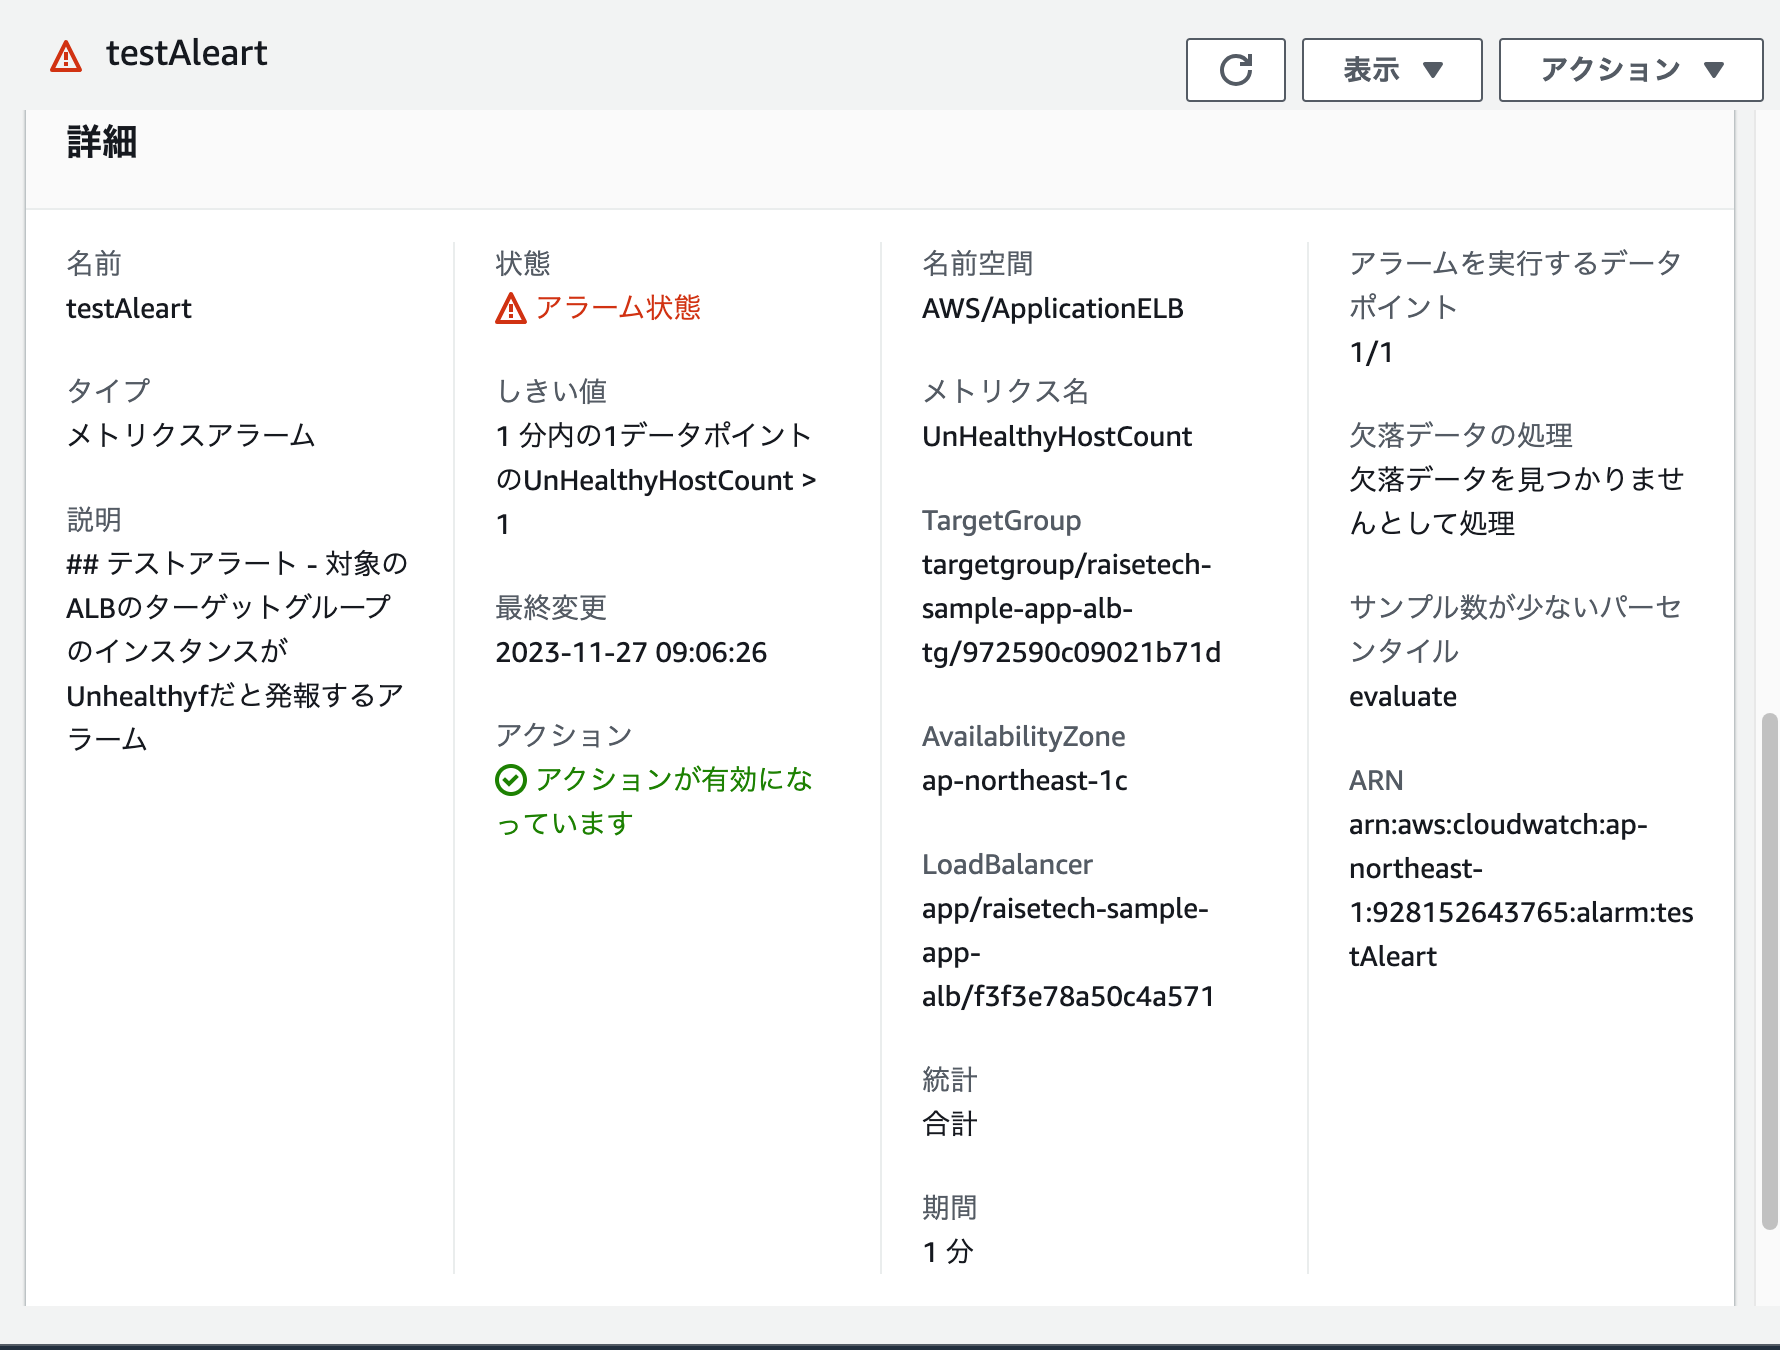 testAleart
表示
アクション
詳細
名前
testAleart
タイプ
メトリクスアラーム
説明
## テストアラート - 対象の
ALBのターゲットグループ
のインスタンスが
Unhealthyfだと発報するア
ラーム
状態
アラーム状態
しきい値
1 分内の1データポイント
のUnHealthyHostCount >
1
最終変更
2023-11-27 09:06:26
アクション
アクションが有効にな
っています
名前空間
AWS/ApplicationELB
メトリクス名
UnHealthyHostCount
TargetGroup
targetgroup/raisetech-
sample-app-alb-
tg/972590c09021b71d
AvailabilityZone
ap-northeast-1c
LoadBalancer
app/raisetech-sample-
app-
alb/f3f3e78a50c4a571
統計
合計
期間
1 分
アラームを実行するデータ
ポイント
1/1
欠落データの処理
欠落データを見つかりませ
んとして処理
サンプル数が少ないパーセ
ンタイル
evaluate
ARN
arn:aws:cloudwatch:ap-
northeast-
1:928152643765:alarm:tes
tAleart